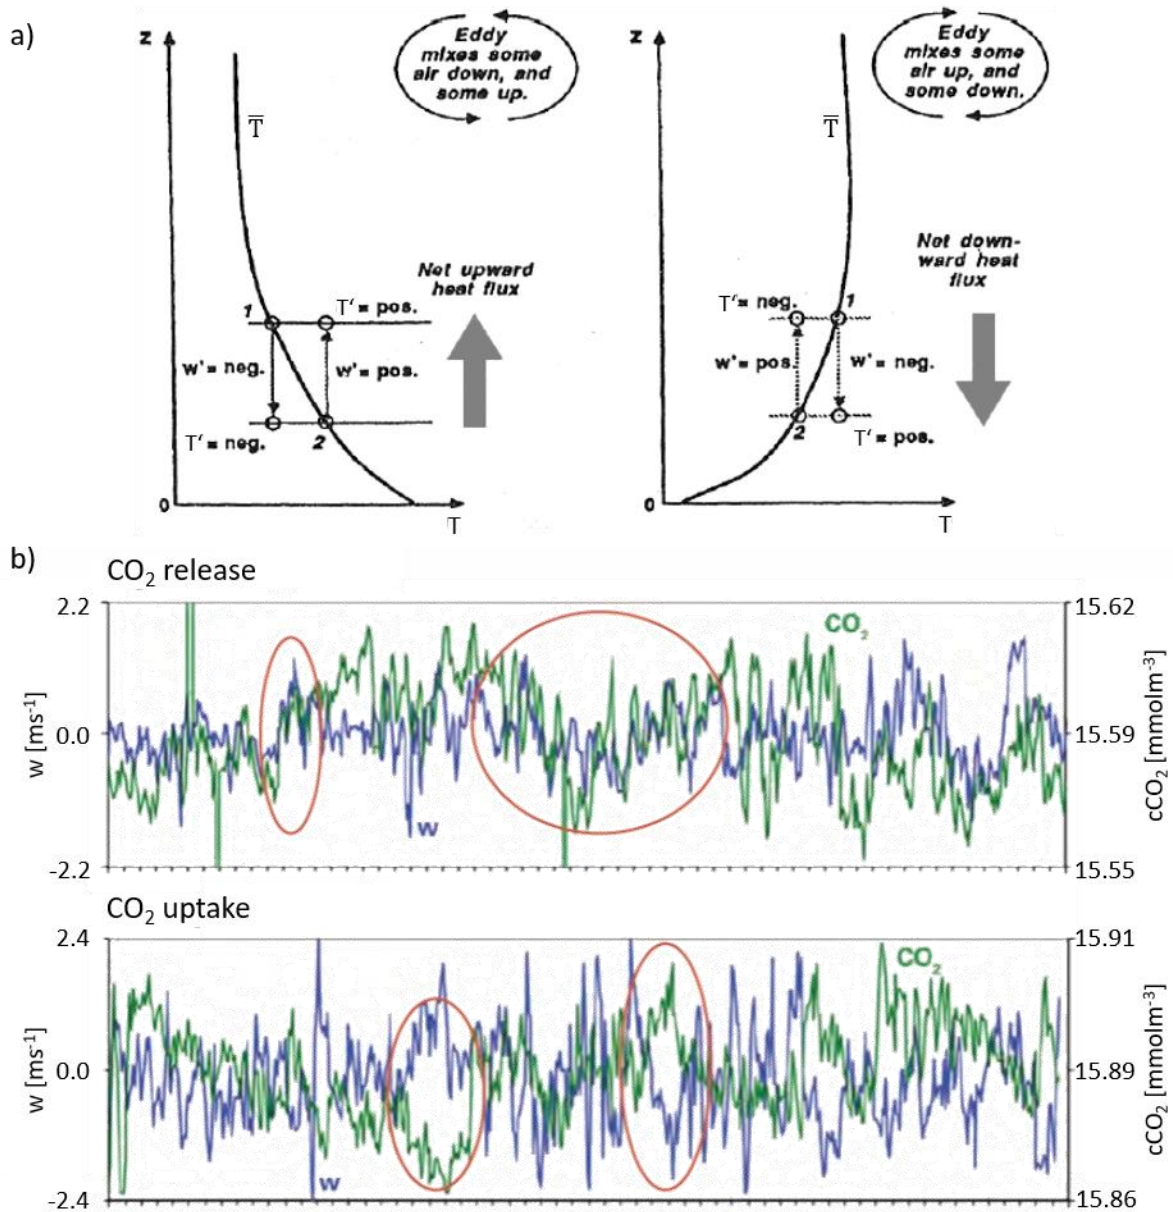 a)
z
T̅
Eddy
mixes some
air down, and
some up.
Net upward
heat flux
1
T' = pos.
w' = neg.
w' = pos.
T' = neg.
2
0
T
z
T̅
Eddy
mixes some
air up, and
some down.
Net down-
ward heat
flux
T' = neg.
1
w' = pos.
w' = neg.
2
T' = pos.
0
T
b)
CO₂ release
2.2
0.0
-2.2
w [ms⁻¹]
CO₂
w
15.62
15.59
15.55
cCO₂ [mmolm⁻³]
CO₂ uptake
2.4
0.0
-2.4
w [ms⁻¹]
CO₂
w
15.91
15.89
15.86
cCO₂ [mmolm⁻³]